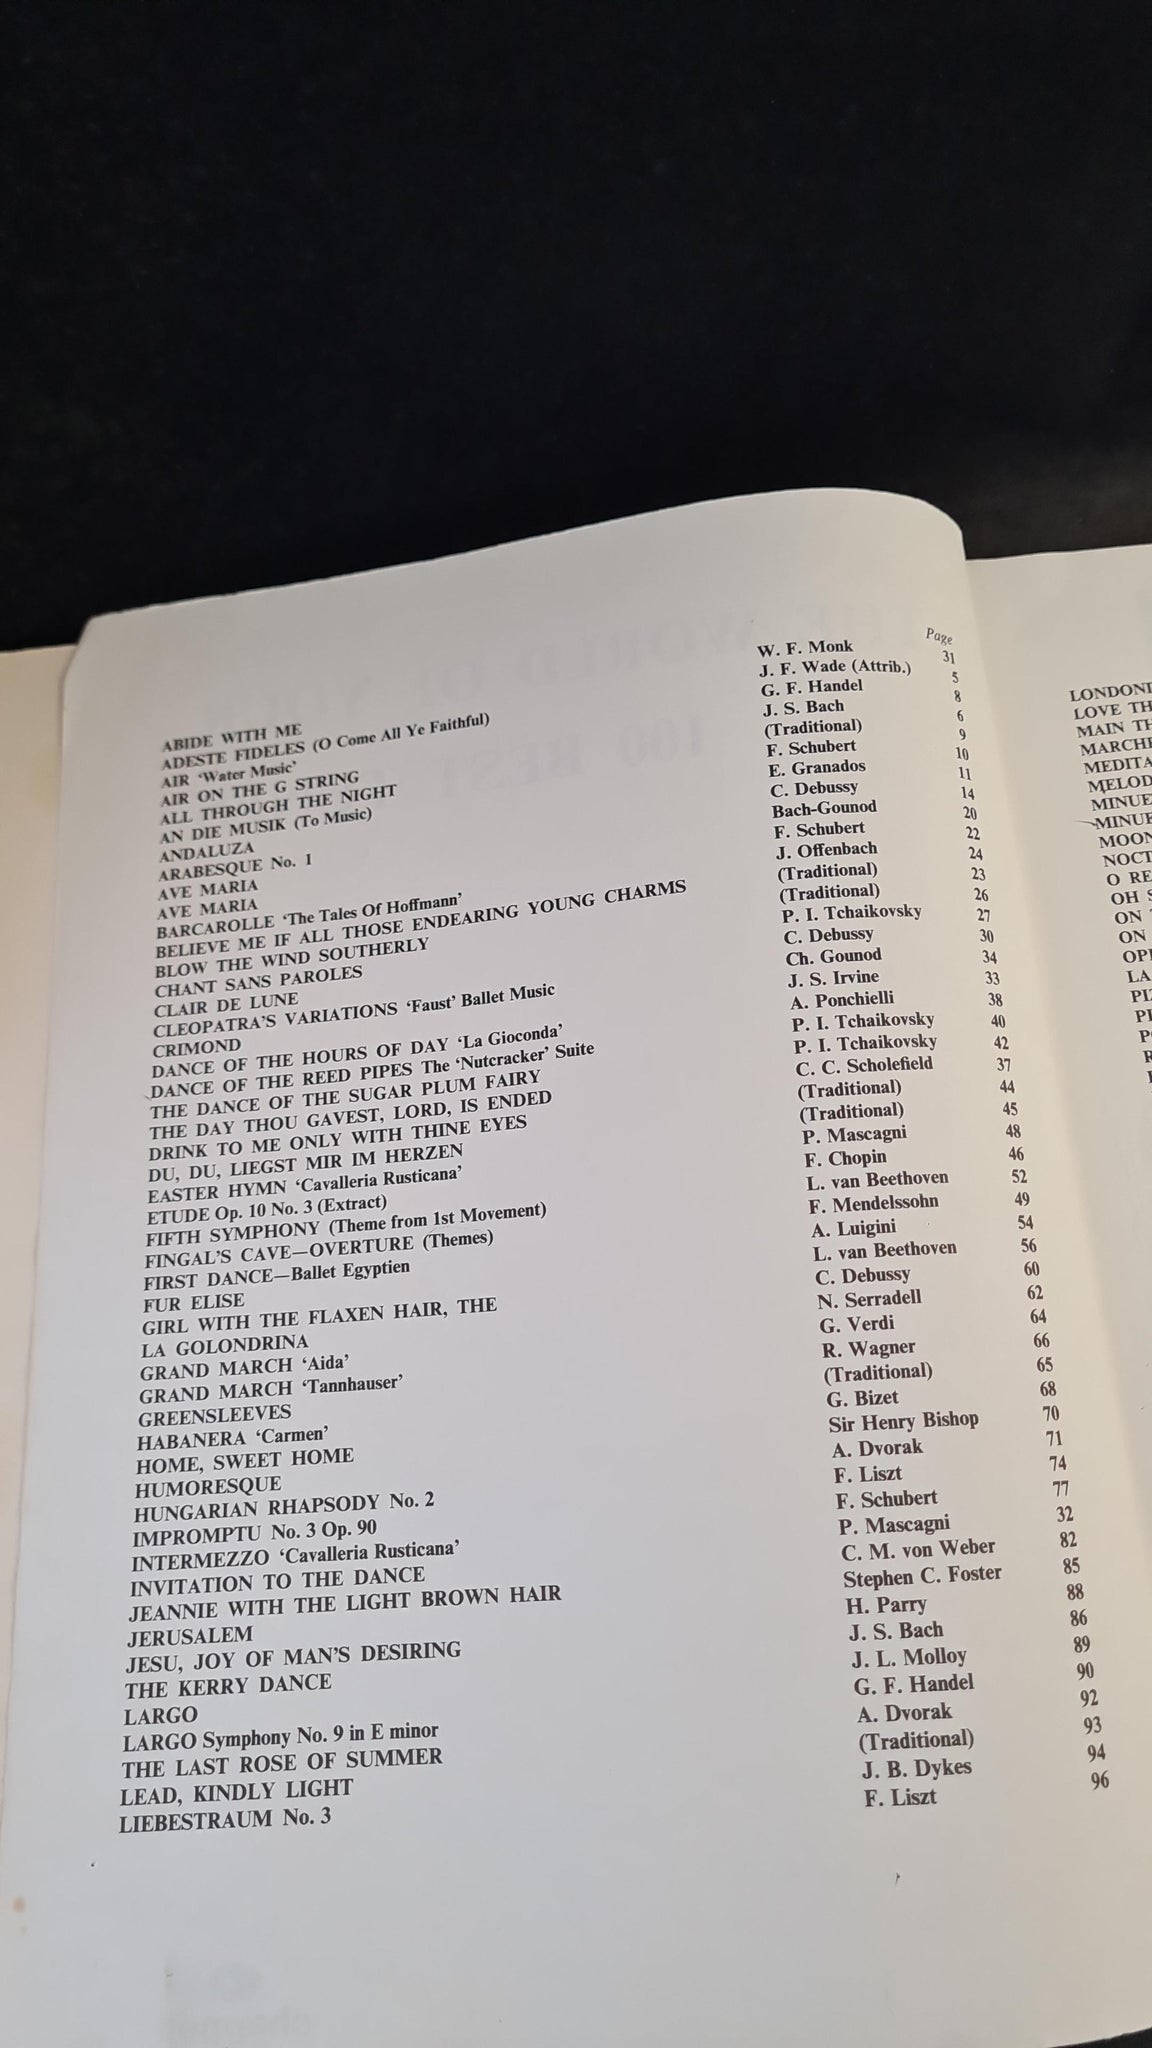 Page
ABIDE WITH ME W. F. Monk 31
ADESTE FIDELES (O Come All Ye Faithful) J. F. Wade (Attrib.) 5
AIR ‘Water Music’ G. F. Handel 8
AIR ON THE G STRING J. S. Bach 6
ALL THROUGH THE NIGHT (Traditional) 9
AN DIE MUSIK (To Music) F. Schubert 10
ANDALUZA E. Granados 11
ARABESQUE No. 1 C. Debussy 14
AVE MARIA Bach-Gounod 20
AVE MARIA F. Schubert 22
BARCAROLLE ‘The Tales Of Hoffmann’ J. Offenbach 24
BELIEVE ME IF ALL THOSE ENDEARING YOUNG CHARMS (Traditional) 23
BLOW THE WIND SOUTHERLY (Traditional) 26
CHANT SANS PAROLES P. I. Tchaikovsky 27
CLAIR DE LUNE C. Debussy 30
CLEOPATRA’S VARIATIONS ‘Faust’ Ballet Music Ch. Gounod 34
CRIMOND J. S. Irvine 33
DANCE OF THE HOURS OF DAY ‘La Gioconda’ A. Ponchielli 38
DANCE OF THE REED PIPES The ‘Nutcracker’ Suite P. I. Tchaikovsky 40
THE DANCE OF THE SUGAR PLUM FAIRY P. I. Tchaikovsky 42
THE DAY THOU GAVEST, LORD, IS ENDED C. C. Scholefield 37
DRINK TO ME ONLY WITH THINE EYES (Traditional) 44
DU, DU, LIEGST MIR IM HERZEN (Traditional) 45
EASTER HYMN ‘Cavalleria Rusticana’ P. Mascagni 48
ETUDE Op. 10 No. 3 (Extract) F. Chopin 46
FIFTH SYMPHONY (Theme from 1st Movement) L. van Beethoven 52
FINGAL’S CAVE—OVERTURE (Themes) F. Mendelssohn 49
FIRST DANCE—Ballet Egyptien A. Luigini 54
FUR ELISE L. van Beethoven 56
GIRL WITH THE FLAXEN HAIR, THE C. Debussy 60
LA GOLONDRINA N. Serradell 62
GRAND MARCH ‘Aida’ G. Verdi 64
GRAND MARCH ‘Tannhauser’ R. Wagner 66
GREENSLEEVES (Traditional) 65
HABANERA ‘Carmen’ G. Bizet 68
HOME, SWEET HOME Sir Henry Bishop 70
HUMORESQUE A. Dvorak 71
HUNGARIAN RHAPSODY No. 2 F. Liszt 74
IMPROMPTU No. 3 Op. 90 F. Schubert 77
INTERMEZZO ‘Cavalleria Rusticana’ P. Mascagni 32
INVITATION TO THE DANCE C. M. von Weber 82
JEANNIE WITH THE LIGHT BROWN HAIR Stephen C. Foster 85
JERUSALEM H. Parry 88
JESU, JOY OF MAN’S DESIRING J. S. Bach 86
THE KERRY DANCE J. L. Molloy 89
LARGO G. F. Handel 90
LARGO Symphony No. 9 in E minor A. Dvorak 92
THE LAST ROSE OF SUMMER (Traditional) 93
LEAD, KINDLY LIGHT J. B. Dykes 94
LIEBESTRAUM No. 3 F. Liszt 96
LONDOND
LOVE TH
MAIN TH
MARCHE
MEDITA
MELOD
MINUE
MINUE
MOON
NOCT
O RE
OH S
ON
ON
OPE
LA